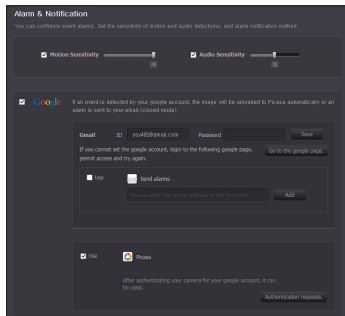 Alarm & Notification
You can configure event alarms. Set the sensitivity of motion and audio detections, and alarm notification method.
Motion Sensitivity
Audio Sensitivity
Google
If an event is detected by your google account, the image will be uploaded to Picasa automatically or an
alarm is sent to your email.(closed mode)
Gmail ID @gmail.com Password Save
If you cannot set the google account, login to the following google page, Go to the google page.
permit access and try again.
Use Send alarms
Please enter the email address of the recipient. Add
Use Picasa
After authenticating your camera for your google account, it can
be used.
Authentication requests.